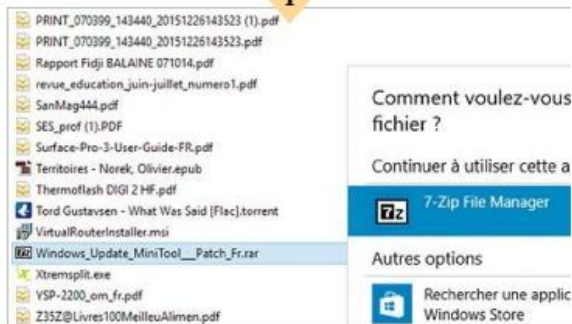 PRINT_070399_143440_20151226143523 (1).pdf
PRINT_070399_143440_20151226143523.pdf
Rapport Fidji BALAINE 071014.pdf
revue_education_juin-juillet_numero1.pdf
SanMag444.pdf
SES_prof (1).PDF
Surface-Pro-3-User-Guide-FR.pdf
Territoires - Norek, Olivier.epub
Thermoflash DIGI 2 HF.pdf
Tord Gustavsen - What Was Said [Flac].torrent
VirtualRouterInstaller.msi
Windows_Update_MiniTool__Patch_Fr.rar
Xtremsplit.exe
YSP-2200_om_fr.pdf
Z35Z@Livres100MeilleuAlimen.pdf
Comment voulez-vous
fichier ?
Continuer à utiliser cette a
7z 7-Zip File Manager
Autres options
Rechercher une applic
Windows Store